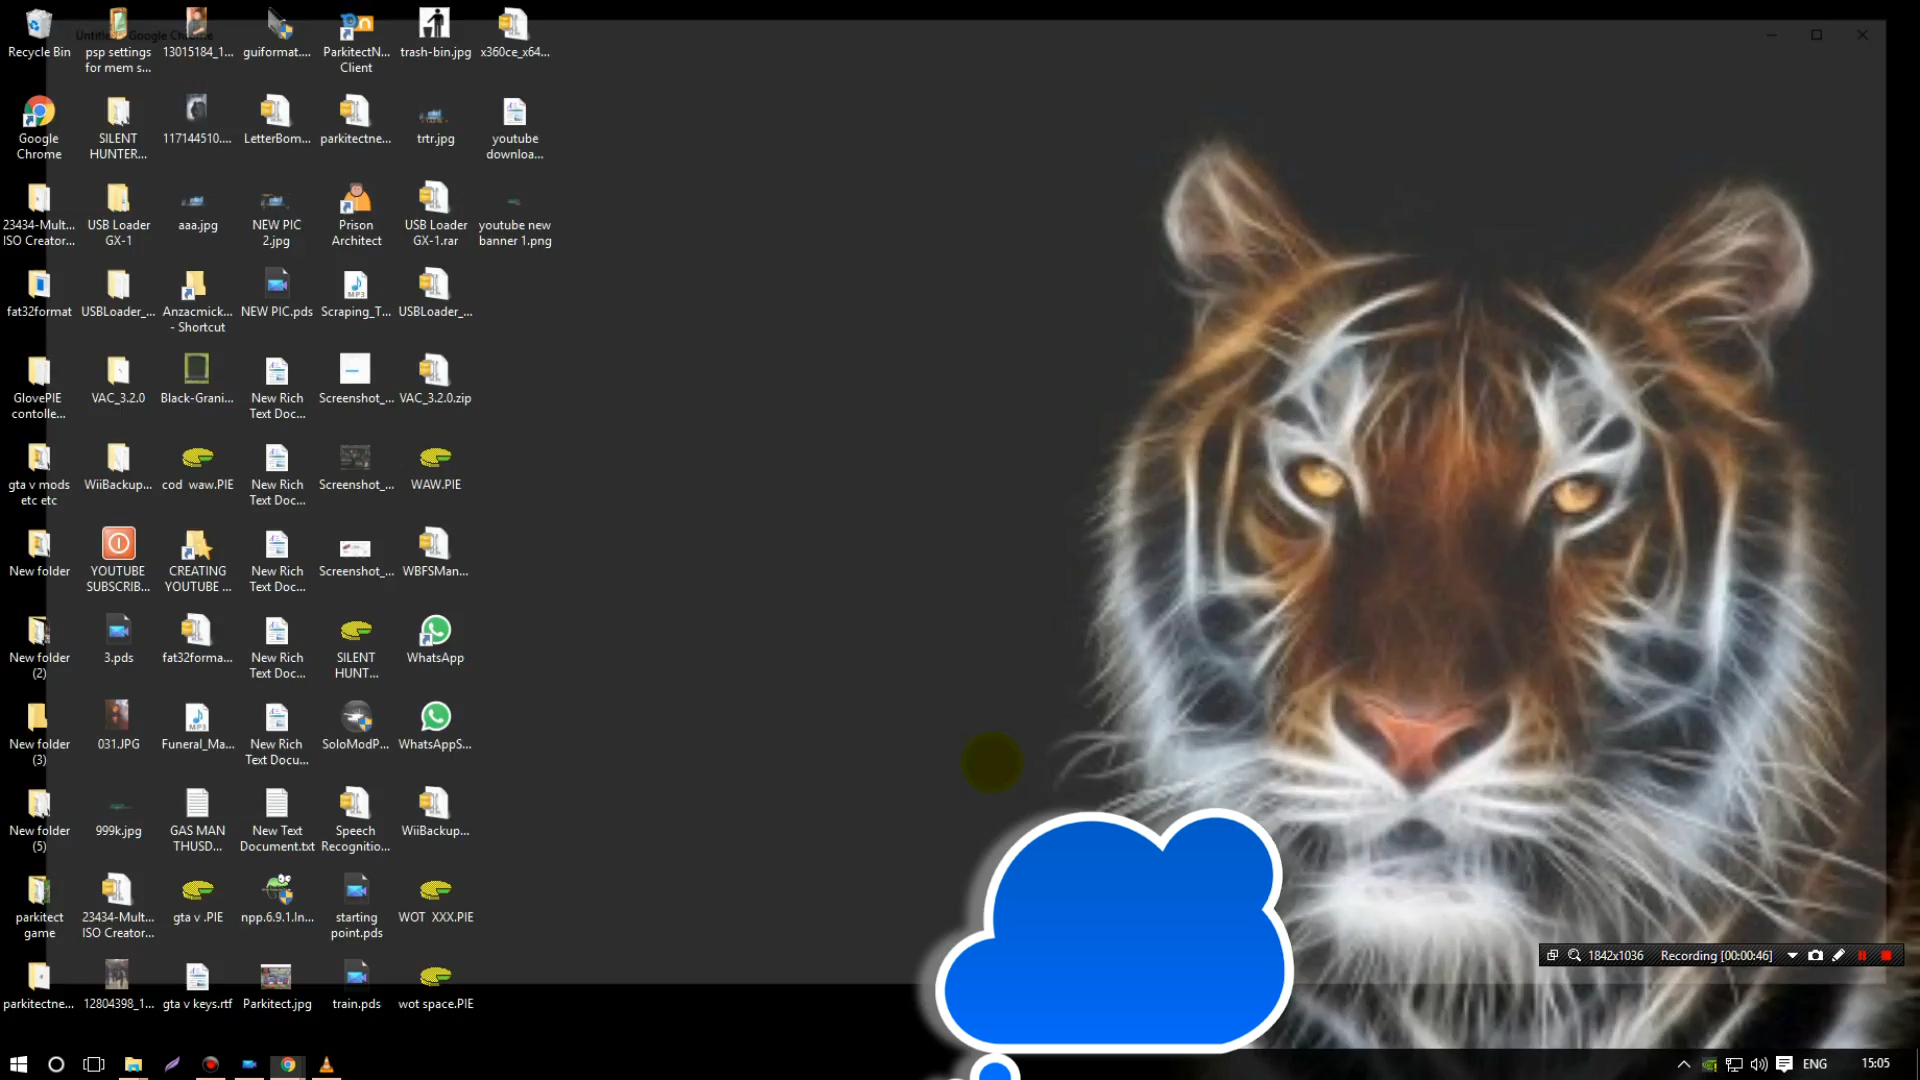 Recycle Bin
psp settings
for mem s...
13015184_1...
guiformat....
ParkitectN...
Client
trash-bin.jpg
x360ce_x64...
Google Chrome
Google
Chrome
SILENT
HUNTER...
117144510....
LetterBom...
parkitectne...
trtr.jpg
youtube
downloa...
23434-Mult...
ISO Creator...
USB Loader
GX-1
aaa.jpg
NEW PIC
2.jpg
Prison
Architect
USB Loader
GX-1.rar
youtube new
banner 1.png
fat32format
USBLoader_...
Anzacmick...
- Shortcut
NEW PIC.pds
MP3
Scraping_T...
USBLoader_...
GlovePIE
contolle...
VAC_3.2.0
Black-Grani...
New Rich
Text Doc...
Screenshot_...
VAC_3.2.0.zip
gta v mods
etc etc
WiiBackup...
cod waw.PIE
New Rich
Text Doc...
Screenshot_...
WAW.PIE
New folder
YOUTUBE
SUBSCRIB...
CREATING
YOUTUBE ...
New Rich
Text Doc...
Screenshot_...
WBFSMan...
New folder
(2)
3.pds
fat32forma...
New Rich
Text Doc...
SILENT
HUNT...
WhatsApp
New folder
(3)
031.JPG
MP3
Funeral_Ma...
New Rich
Text Docu...
SoloModP...
WhatsAppS...
New folder
(5)
999k.jpg
GAS MAN
THUSD...
New Text
Document.txt
Speech
Recognitio...
WiiBackup...
parkitect
game
23434-Mult...
ISO Creator...
gta v .PIE
npp.6.9.1.In...
starting
point.pds
WOT XXX.PIE
1842x1036 Recording [00:00:46]
parkitectne...
12804398_1...
gta v keys.rtf
Parkitect.jpg
train.pds
wot space.PIE
ENG
15:05